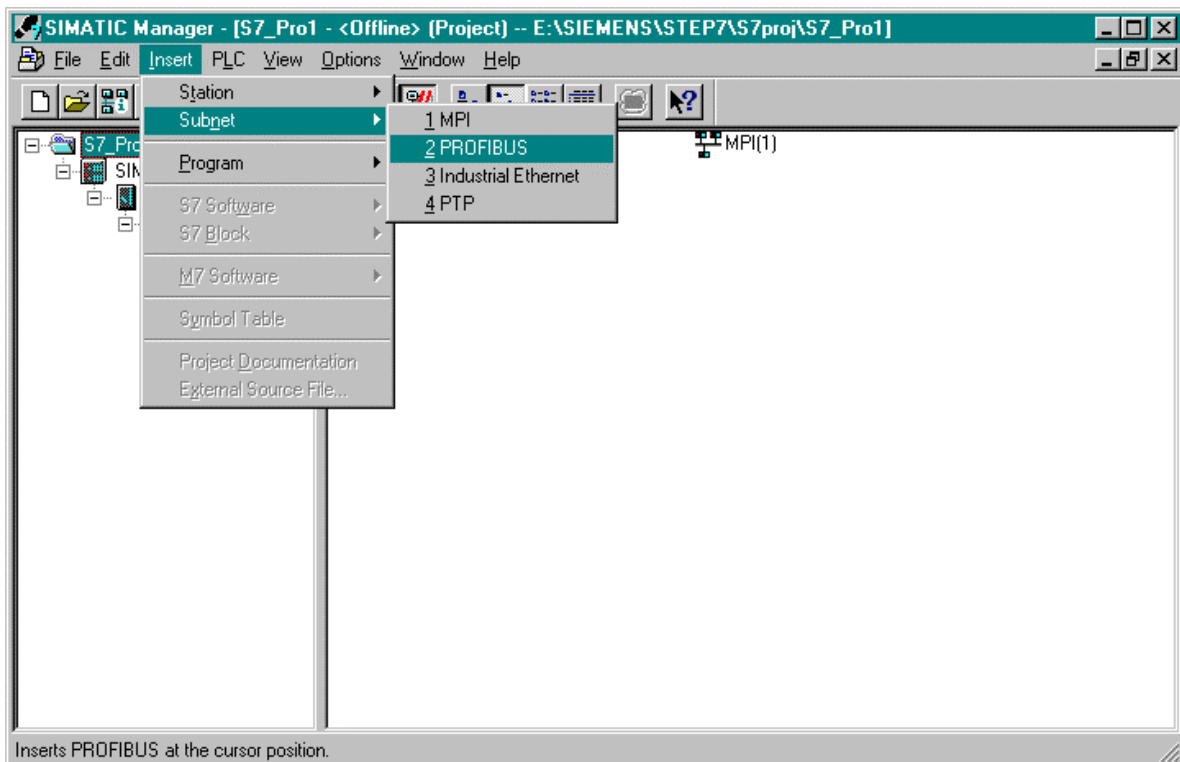 SIMATIC Manager - [S7_Pro1 - <Offline> (Project) -- E:\SIEMENS\STEP7\S7proj\S7_Pro1]
File Edit Insert PLC View Options Window Help
Station
Subnet
Program
S7 Software
S7 Block
M7 Software
Symbol Table
Project Documentation
External Source File...
1 MPI
2 PROFIBUS
3 Industrial Ethernet
4 PTP
S7_Pro
SIM
MPI(1)
Inserts PROFIBUS at the cursor position.